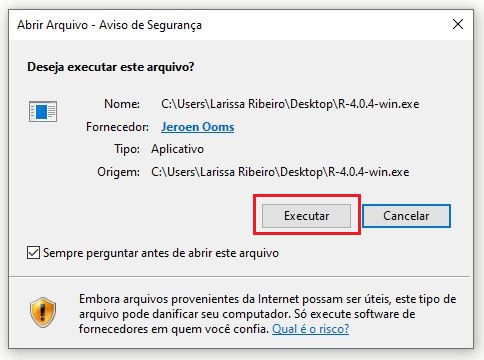 Abrir Arquivo - Aviso de Segurança
Deseja executar este arquivo?
Nome: C:\Users\Larissa Ribeiro\Desktop\R-4.0.4-win.exe
Fornecedor: Jeroen Ooms
Tipo: Aplicativo
Origem: C:\Users\Larissa Ribeiro\Desktop\R-4.0.4-win.exe
Executar Cancelar
Sempre perguntar antes de abrir este arquivo
Embora arquivos provenientes da Internet possam ser úteis, este tipo de
arquivo pode danificar seu computador. Só execute software de
fornecedores em quem você confia. Qual é o risco?